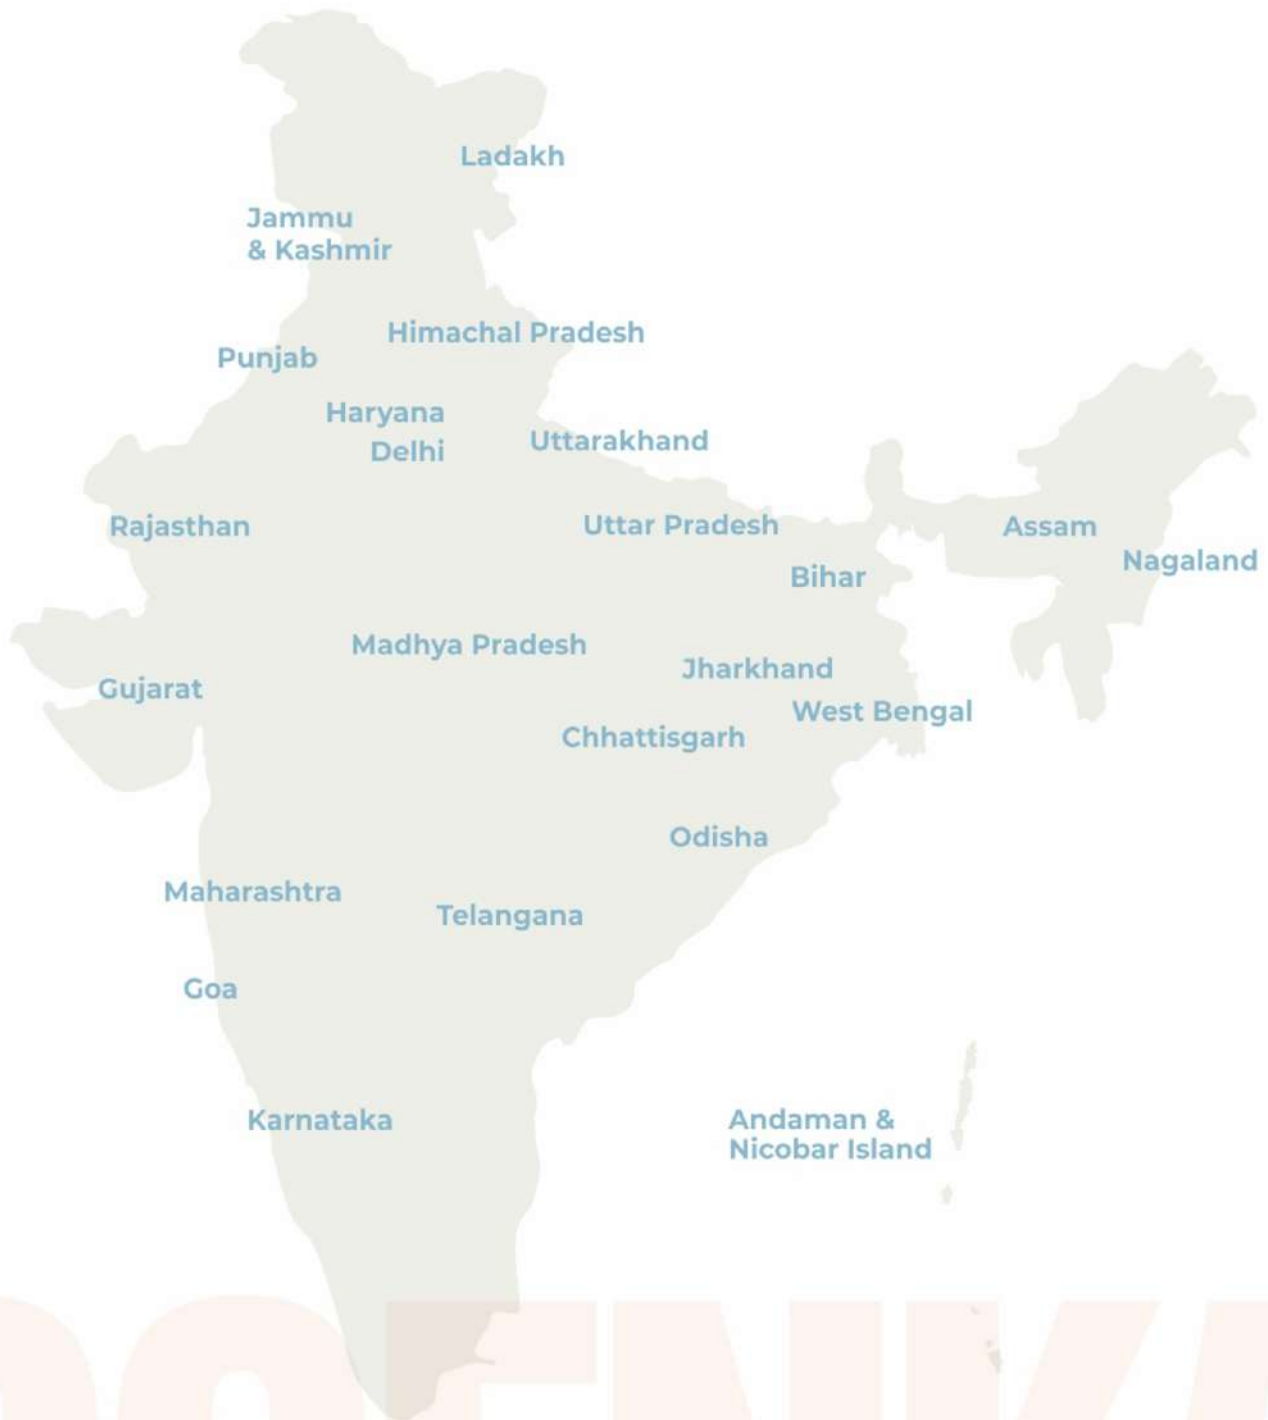 Ladakh
Jammu
& Kashmir
Himachal Pradesh
Punjab
Haryana
Delhi
Uttarakhand
Rajasthan
Uttar Pradesh
Assam
Nagaland
Bihar
Madhya Pradesh
Jharkhand
Gujarat
West Bengal
Chhattisgarh
Odisha
Maharashtra
Telangana
Goa
Karnataka
Andaman &
Nicobar Island